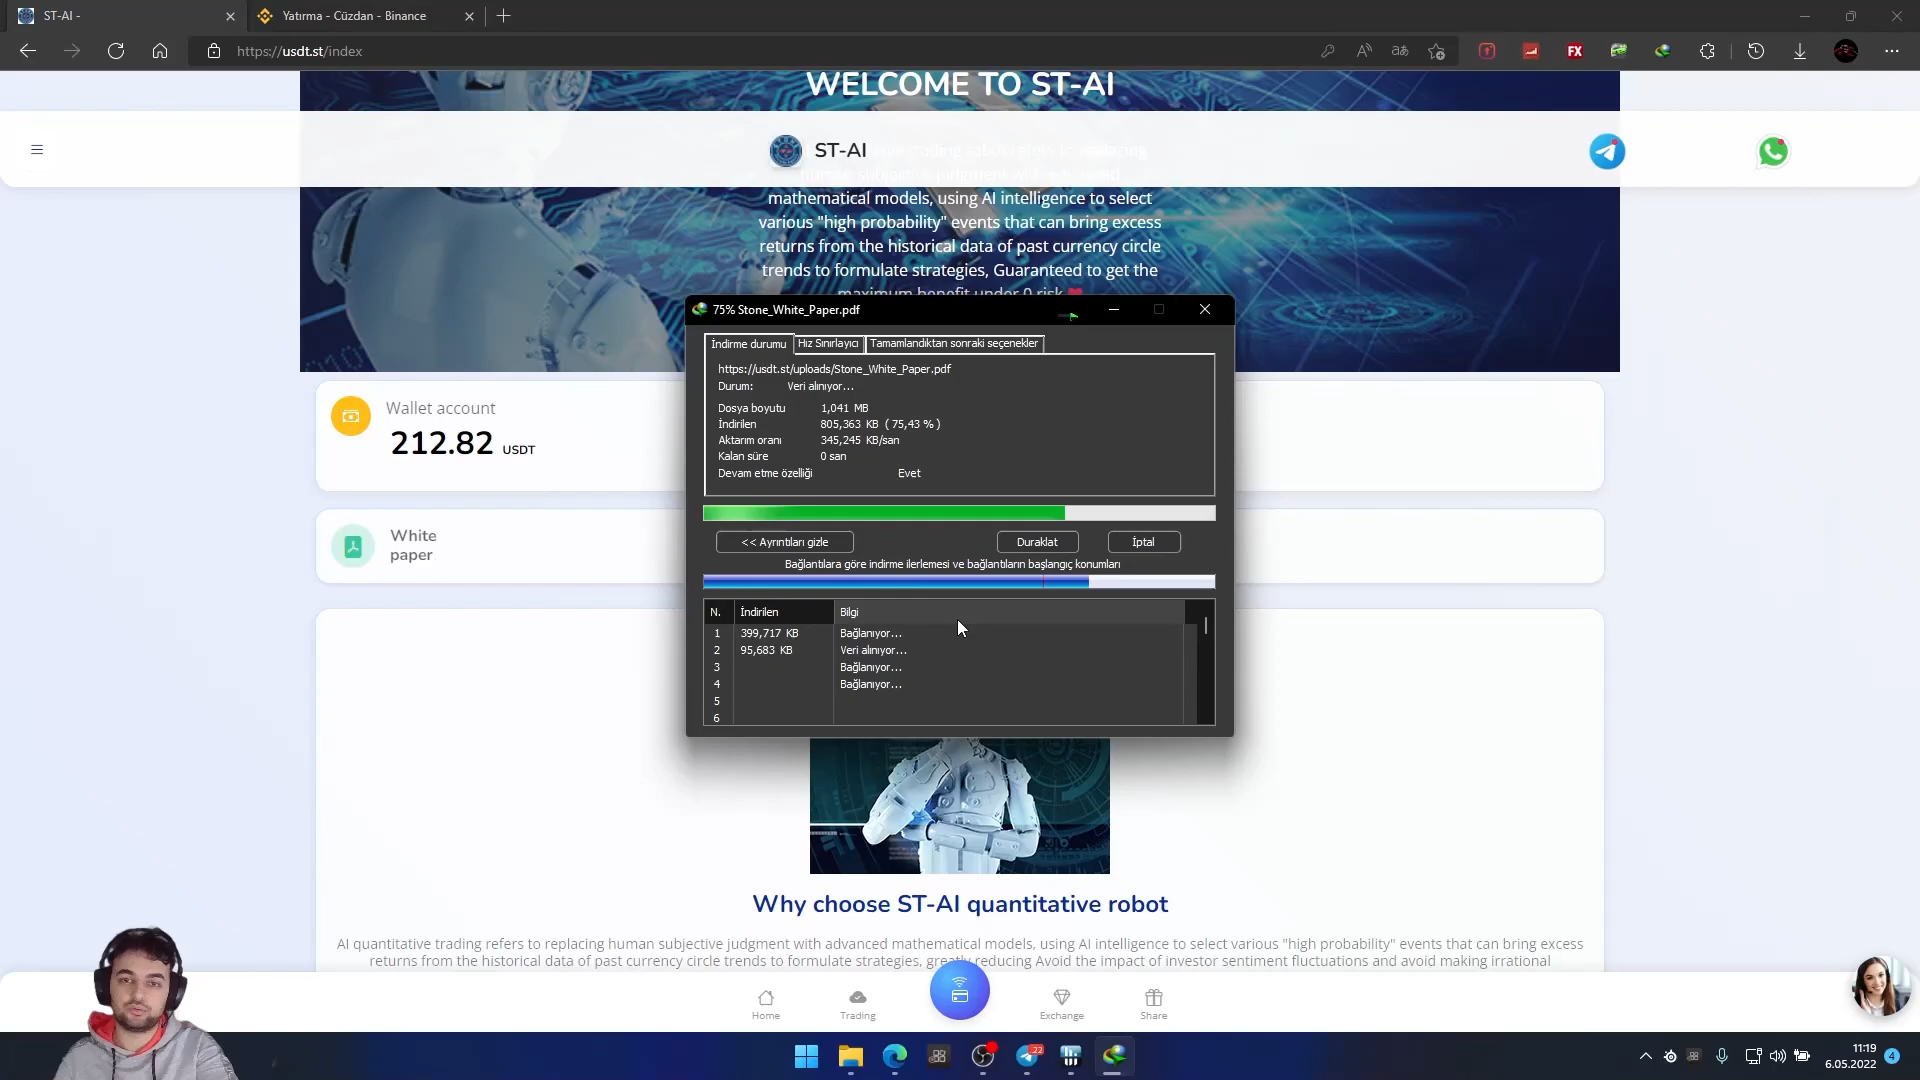 ST-AI -
Yatırma - Cüzdan - Binance
https://usdt.st/index
WELCOME TO ST-AI
ST-AI
mathematical models, using AI intelligence to select
various "high probability" events that can bring excess
returns from the historical data of past currency circle
trends to formulate strategies, Guaranteed to get the
maximum benefit under 0 risk
75% Stone_White_Paper.pdf
İndirme durumu
Hız Sınırlayıcı
Tamamlandıktan sonraki seçenekler
https://usdt.st/uploads/Stone_White_Paper.pdf
Durum: Veri alınıyor...
Dosya boyutu 1,041 MB
İndirilen 805,363 KB ( 75,43 % )
Aktarım oranı 345,245 KB/san
Kalan süre 0 san
Devam etme özelliği Evet
<< Ayrıntıları gizle
Duraklat
İptal
Bağlantılara göre indirme ilerlemesi ve bağlantıların başlangıç konumları
N. İndirilen Bilgi
1 399,717 KB Bağlanıyor...
2 95,683 KB Veri alınıyor...
3 Bağlanıyor...
4 Bağlanıyor...
5
6
Wallet account
212.82 USDT
White
paper
Why choose ST-AI quantitative robot
AI quantitative trading refers to replacing human subjective judgment with advanced mathematical models, using AI intelligence to select various "high probability" events that can bring excess
returns from the historical data of past currency circle trends to formulate strategies, greatly reducing Avoid the impact of investor sentiment fluctuations and avoid making irrational
Home
Trading
Exchange
Share
22
11:19
6.05.2022
4